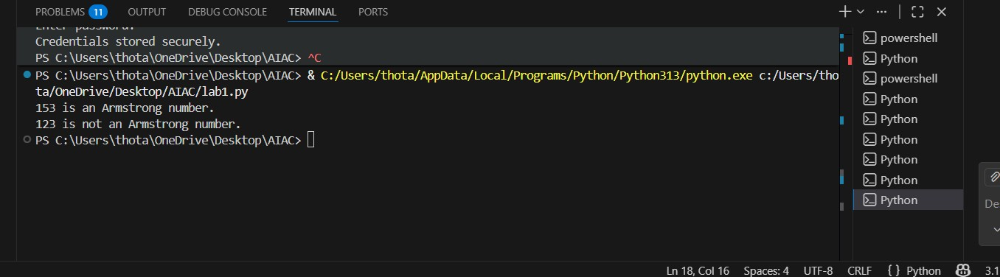 PROBLEMS 11 OUTPUT DEBUG CONSOLE TERMINAL PORTS
Enter password:
Credentials stored securely.
PS C:\Users\thota\OneDrive\Desktop\AIAC> ^C
PS C:\Users\thota\OneDrive\Desktop\AIAC> & C:/Users/thota/AppData/Local/Programs/Python/Python313/python.exe c:/Users/tho
ta/OneDrive/Desktop/AIAC/lab1.py
153 is an Armstrong number.
123 is not an Armstrong number.
PS C:\Users\thota\OneDrive\Desktop\AIAC>
powershell
Python
powershell
Python
Python
Python
Python
Python
Python
De
Ln 18, Col 16 Spaces: 4 UTF-8 CRLF { } Python 3.1